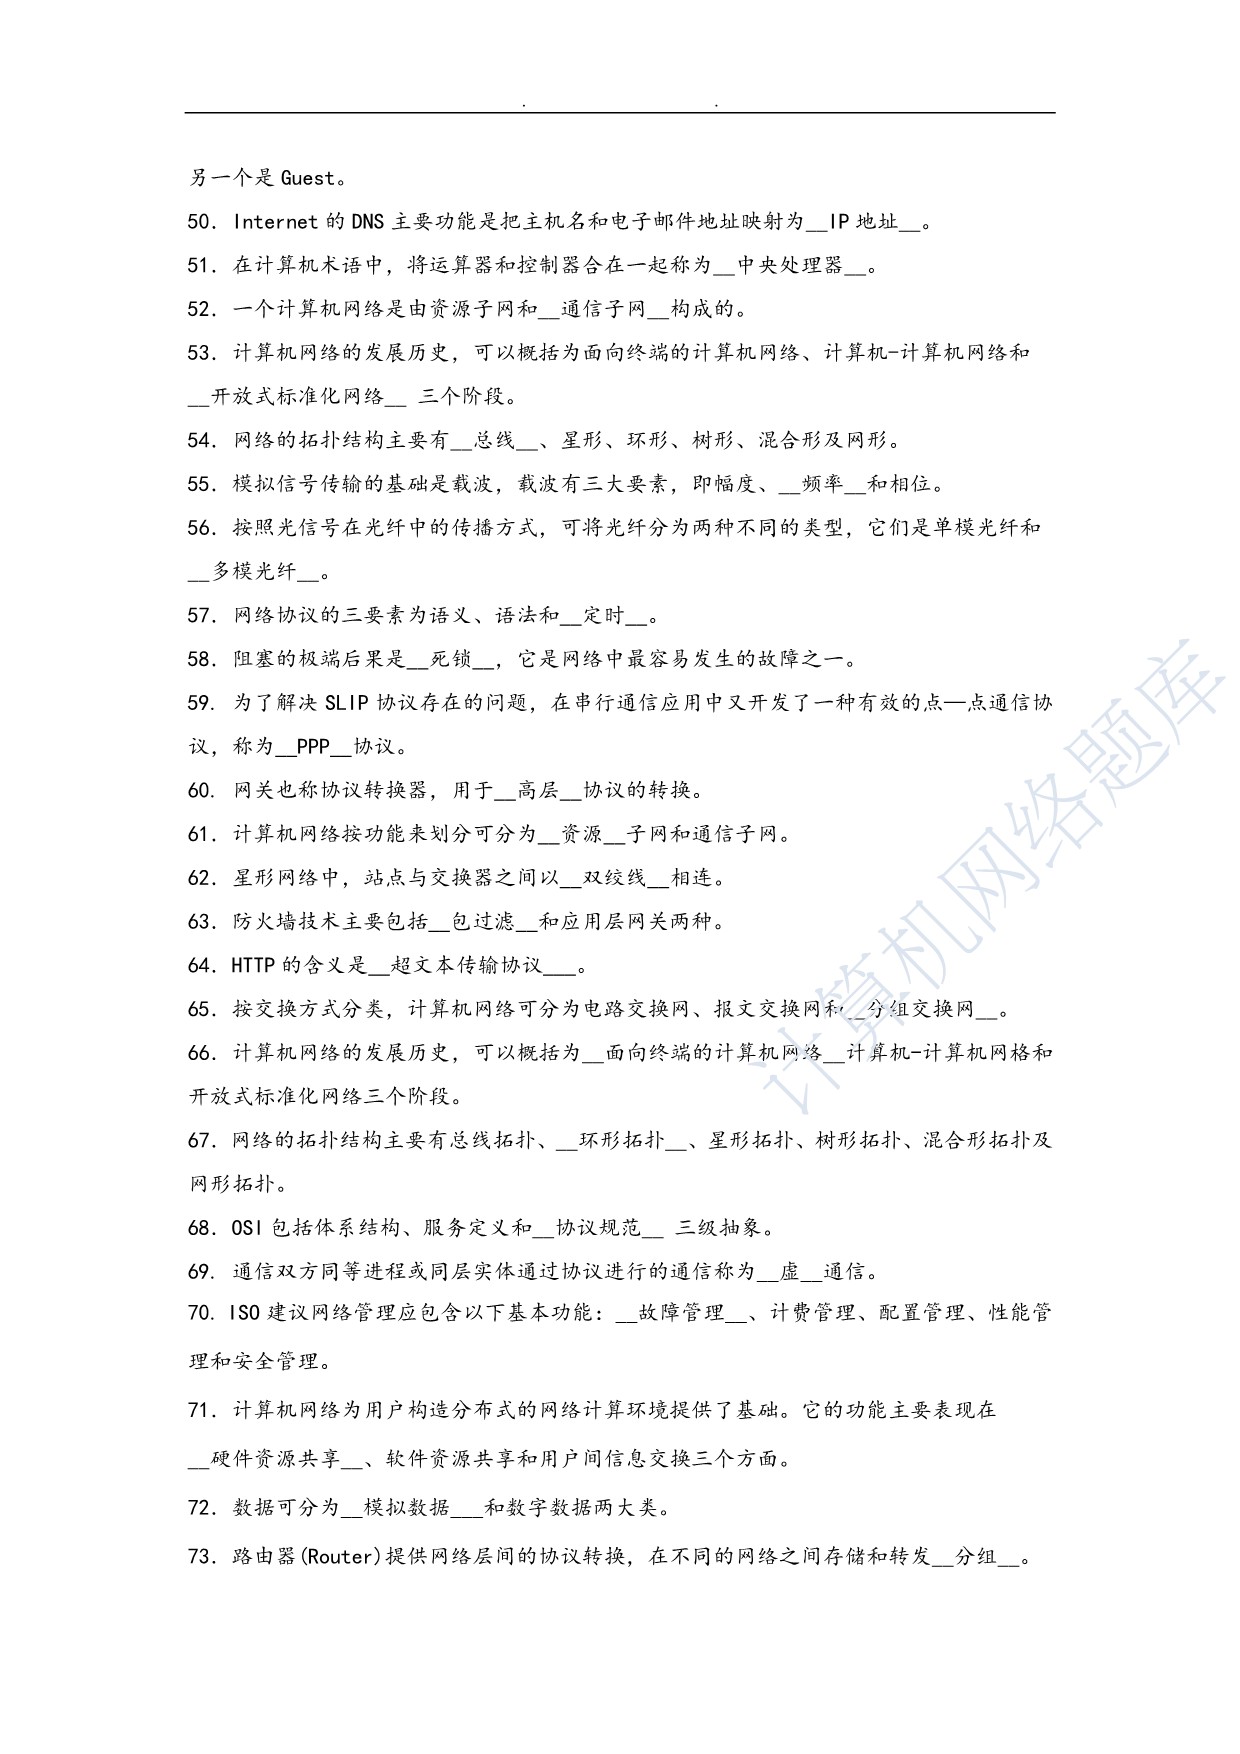 另一个是 Guest。
50. Internet 的 DNS 主要功能是把主机名和电子邮件地址映射为__IP 地址__。
51. 在计算机术语中，将运算器和控制器合在一起称为__中央处理器__。
52. 一个计算机网络是由资源子网和__通信子网__构成的。
53. 计算机网络的发展历史，可以概括为面向终端的计算机网络、计算机-计算机网络和
__开放式标准化网络__ 三个阶段。
54. 网络的拓扑结构主要有__总线__、星形、环形、树形、混合形及网形。
55. 模拟信号传输的基础是载波，载波有三大要素，即幅度、__频率__和相位。
56. 按照光信号在光纤中的传播方式，可将光纤分为两种不同的类型，它们是单模光纤和
__多模光纤__。
57. 网络协议的三要素为语义、语法和__定时__。
58. 阻塞的极端后果是__死锁__，它是网络中最容易发生的故障之一。
59. 为了解决 SLIP 协议存在的问题，在串行通信应用中又开发了一种有效的点—点通信协
议，称为__PPP__协议。
60. 网关也称协议转换器，用于__高层__协议的转换。
61. 计算机网络按功能来划分可分为__资源__子网和通信子网。
62. 星形网络中，站点与交换器之间以__双绞线__相连。
63. 防火墙技术主要包括__包过滤__和应用层网关两种。
64. HTTP 的含义是__超文本传输协议___。
65. 按交换方式分类，计算机网络可分为电路交换网、报文交换网和__分组交换网__。
66. 计算机网络的发展历史，可以概括为__面向终端的计算机网络__计算机-计算机网格和
开放式标准化网络三个阶段。
67. 网络的拓扑结构主要有总线拓扑、__环形拓扑__、星形拓扑、树形拓扑、混合形拓扑及
网形拓扑。
68. OSI 包括体系结构、服务定义和__协议规范__ 三级抽象。
69. 通信双方同等进程或同层实体通过协议进行的通信称为__虚__通信。
70. ISO 建议网络管理应包含以下基本功能：__故障管理__、计费管理、配置管理、性能管
理和安全管理。
71. 计算机网络为用户构造分布式的网络计算环境提供了基础。它的功能主要表现在
__硬件资源共享__、软件资源共享和用户间信息交换三个方面。
72. 数据可分为__模拟数据___和数字数据两大类。
73. 路由器(Router)提供网络层间的协议转换，在不同的网络之间存储和转发__分组__。
计算机网络题库